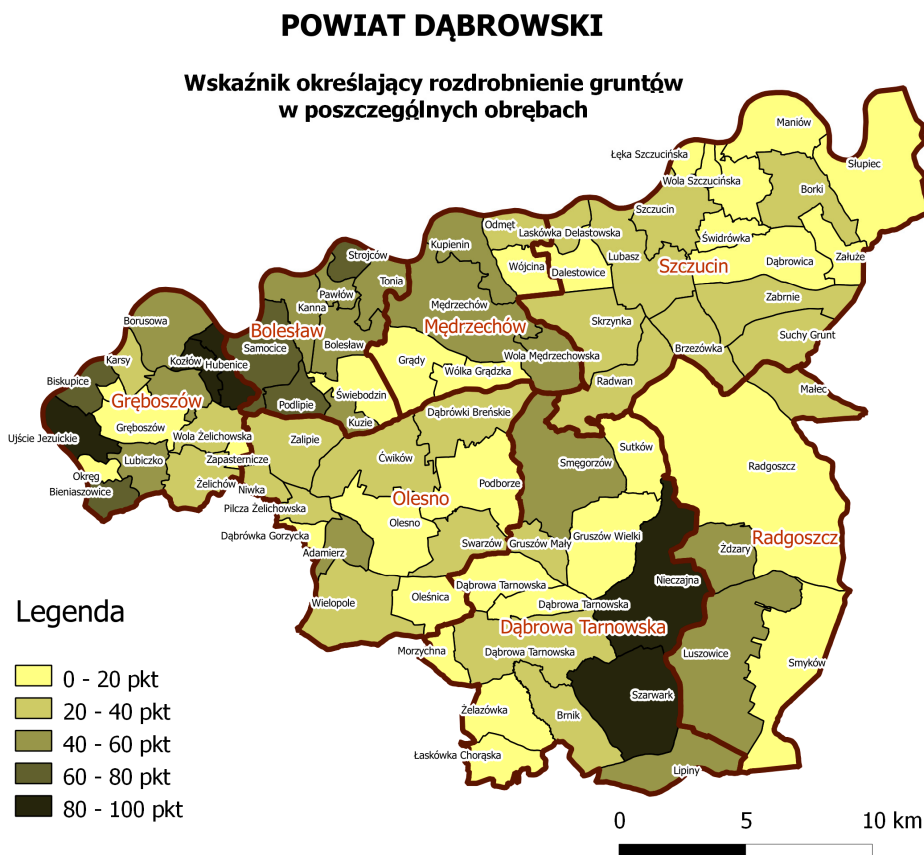 POWIAT DĄBROWSKI
Wskaźnik określający rozdrobnienie gruntów
w poszczególnych obrębach
Maniów
Łęka Szczucińska
Słupiec
Wola Szczucińska
Borki
Szczucin
Odmęt
Laskówka Delastowska
Świdrówka
Kupienin
Strojców
Lubasz
Załuże
Dąbrowica
Wójcina
Szczucin
Dalestowice
Tonia
Pawłów
Zabrnie
Kanna
Mędrzechów
Borusowa
Skrzynka
Mędrzechów
Bolesław
Suchy Grunt
Bolesław
Samocice
Brzezówka
Wola Mędrzechowska
Karsy
Kozłów
Hubenice
Grądy
Wólka Grądzka
Biskupice
Radwan
Małec
Świebodzin
Gręboszów
Podlipie
Dąbrówki Breńskie
Gręboszów
Kuzie
Ujście Jezuickie
Wola Żelichowska
Zalipie
Sutków
Lubiczko
Zapasternice
Ćwików
Smęgorzów
Radgoszcz
Okręg
Żelichów
Podborze
Bieniaszowice
Niwka
Olesno
Pilcza Żelichowska
Olesno
Dąbrówka Gorzycka
Gruszów Wielki
Radgoszcz
Swarzów
Gruszów Mały
Żdzary
Adamierz
Nieczajna
Dąbrowa Tarnowska
Oleśnica
Wielopole
Dąbrowa Tarnowska
Dąbrowa Tarnowska
Morzychna
Dąbrowa Tarnowska
Luszowice
Smyków
Szarwark
Żelazówka
Brnik
Łaskówka Chorąska
Lipiny
Legenda
0 - 20 pkt
20 - 40 pkt
40 - 60 pkt
60 - 80 pkt
80 - 100 pkt
0 5 10 km